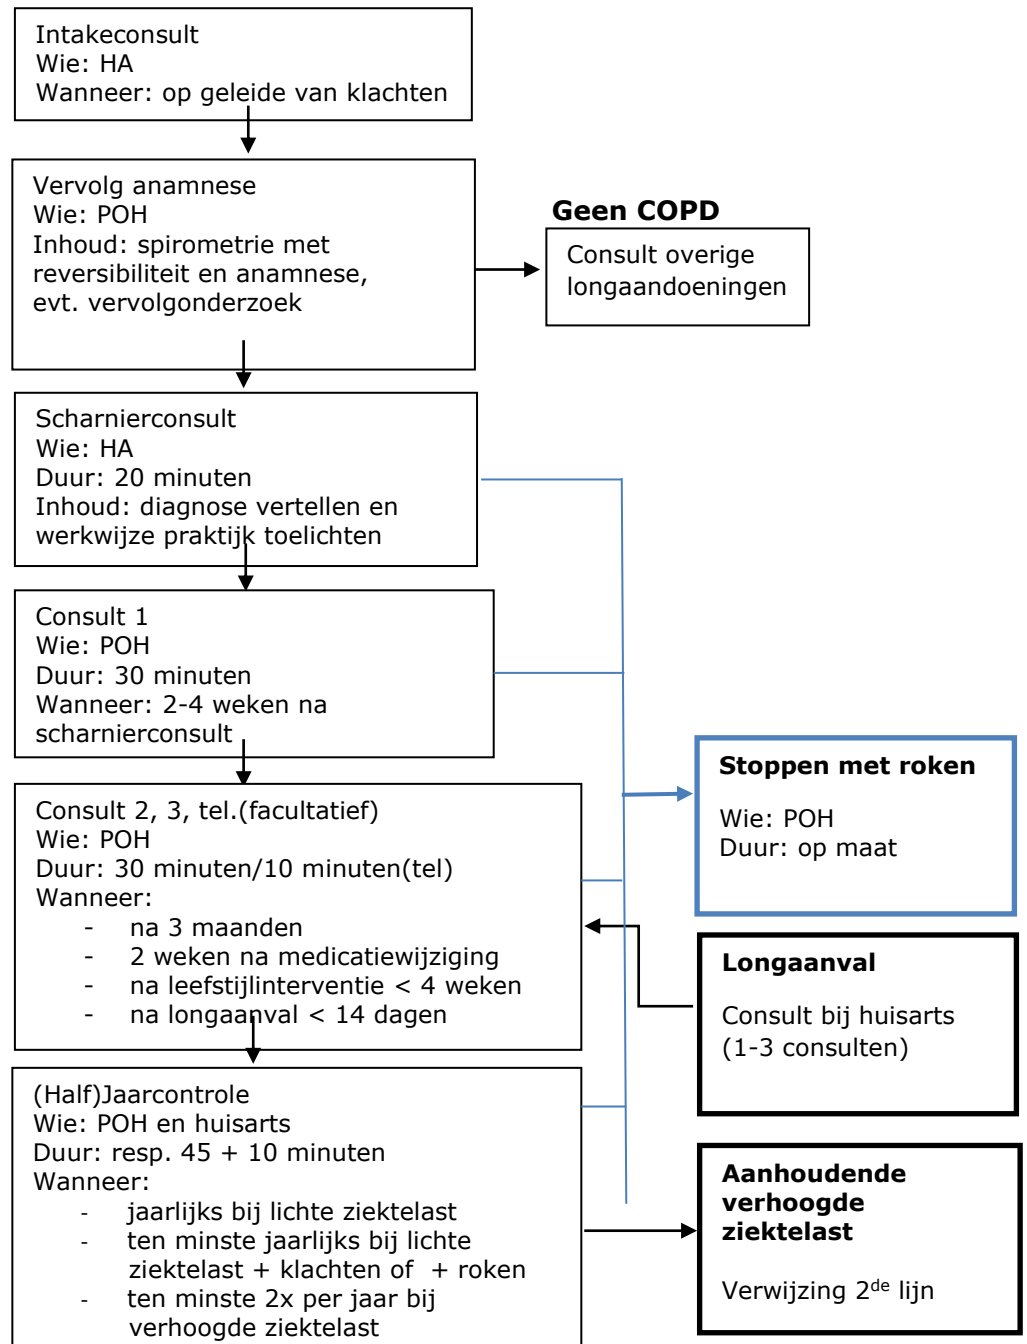 Intakeconsult
Wie: HA
Wanneer: op geleide van klachten
Vervolg anamnese
Wie: POH
Inhoud: spirometrie met
reversibiliteit en anamnese,
evt. vervolgonderzoek
Geen COPD
Consult overige
longaandoeningen
Scharnierconsult
Wie: HA
Duur: 20 minuten
Inhoud: diagnose vertellen en
werkwijze praktijk toelichten
Consult 1
Wie: POH
Duur: 30 minuten
Wanneer: 2-4 weken na
scharnierconsult
Stoppen met roken
Wie: POH
Duur: op maat
Consult 2, 3, tel.(facultatief)
Wie: POH
Duur: 30 minuten/10 minuten(tel)
Wanneer:
- na 3 maanden
- 2 weken na medicatiewijziging
- na leefstijlinterventie < 4 weken
- na longaanval < 14 dagen
Longaanval
Consult bij huisarts
(1-3 consulten)
(Half)Jaarcontrole
Wie: POH en huisarts
Duur: resp. 45 + 10 minuten
Wanneer:
- jaarlijks bij lichte ziektelast
- ten minste jaarlijks bij lichte
ziektelast + klachten of + roken
- ten minste 2x per jaar bij
verhoogde ziektelast
Aanhoudende
verhoogde
ziektelast
Verwijzing 2de lijn